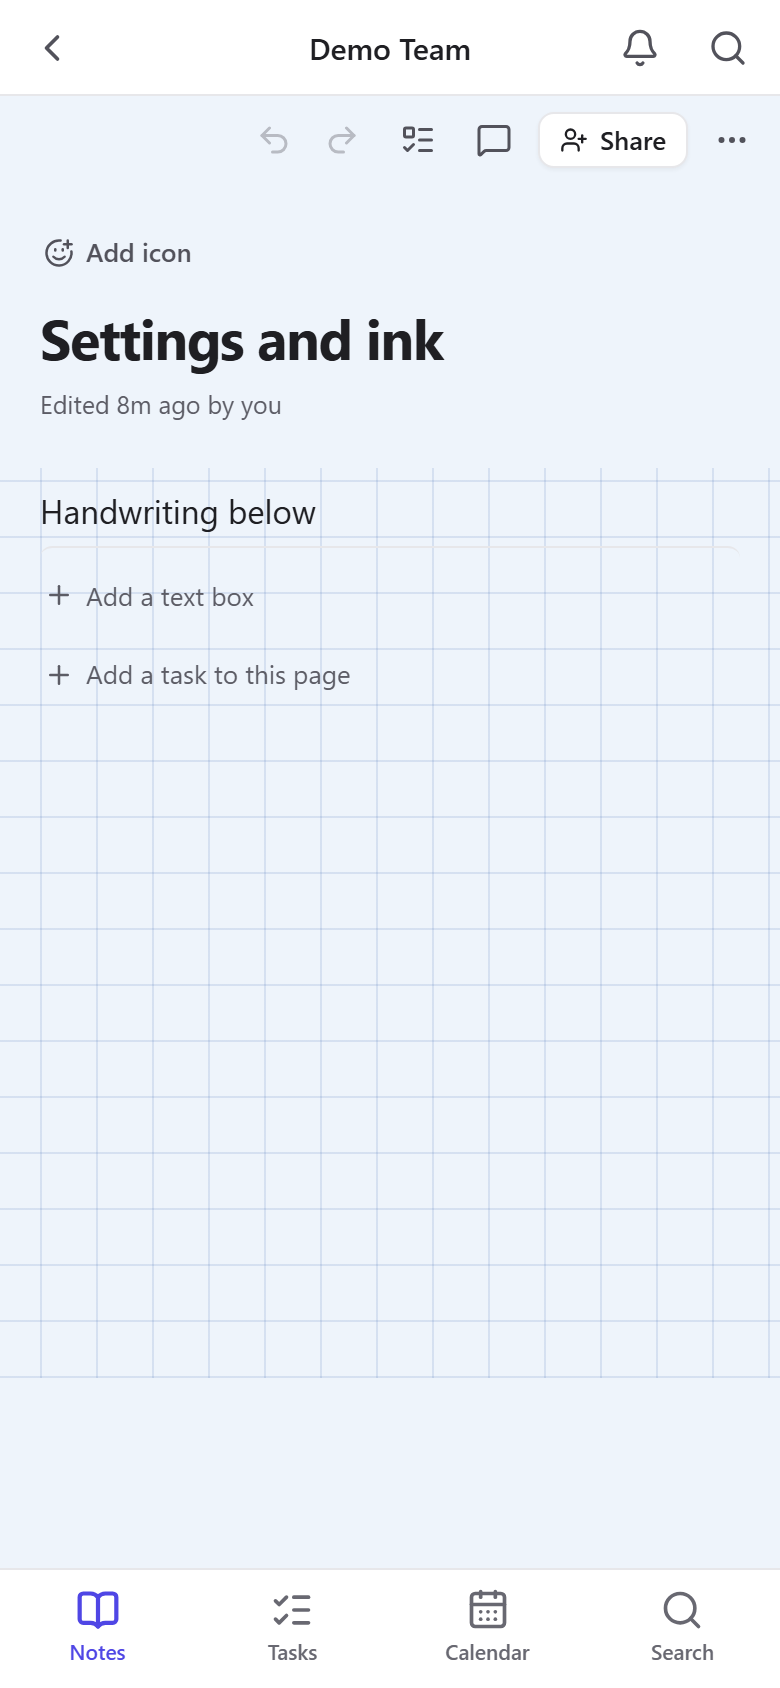 Demo Team
Share
Add icon
Settings and ink
Edited 8m ago by you
Handwriting below
Add a text box
Add a task to this page
Notes
Tasks
Calendar
Search